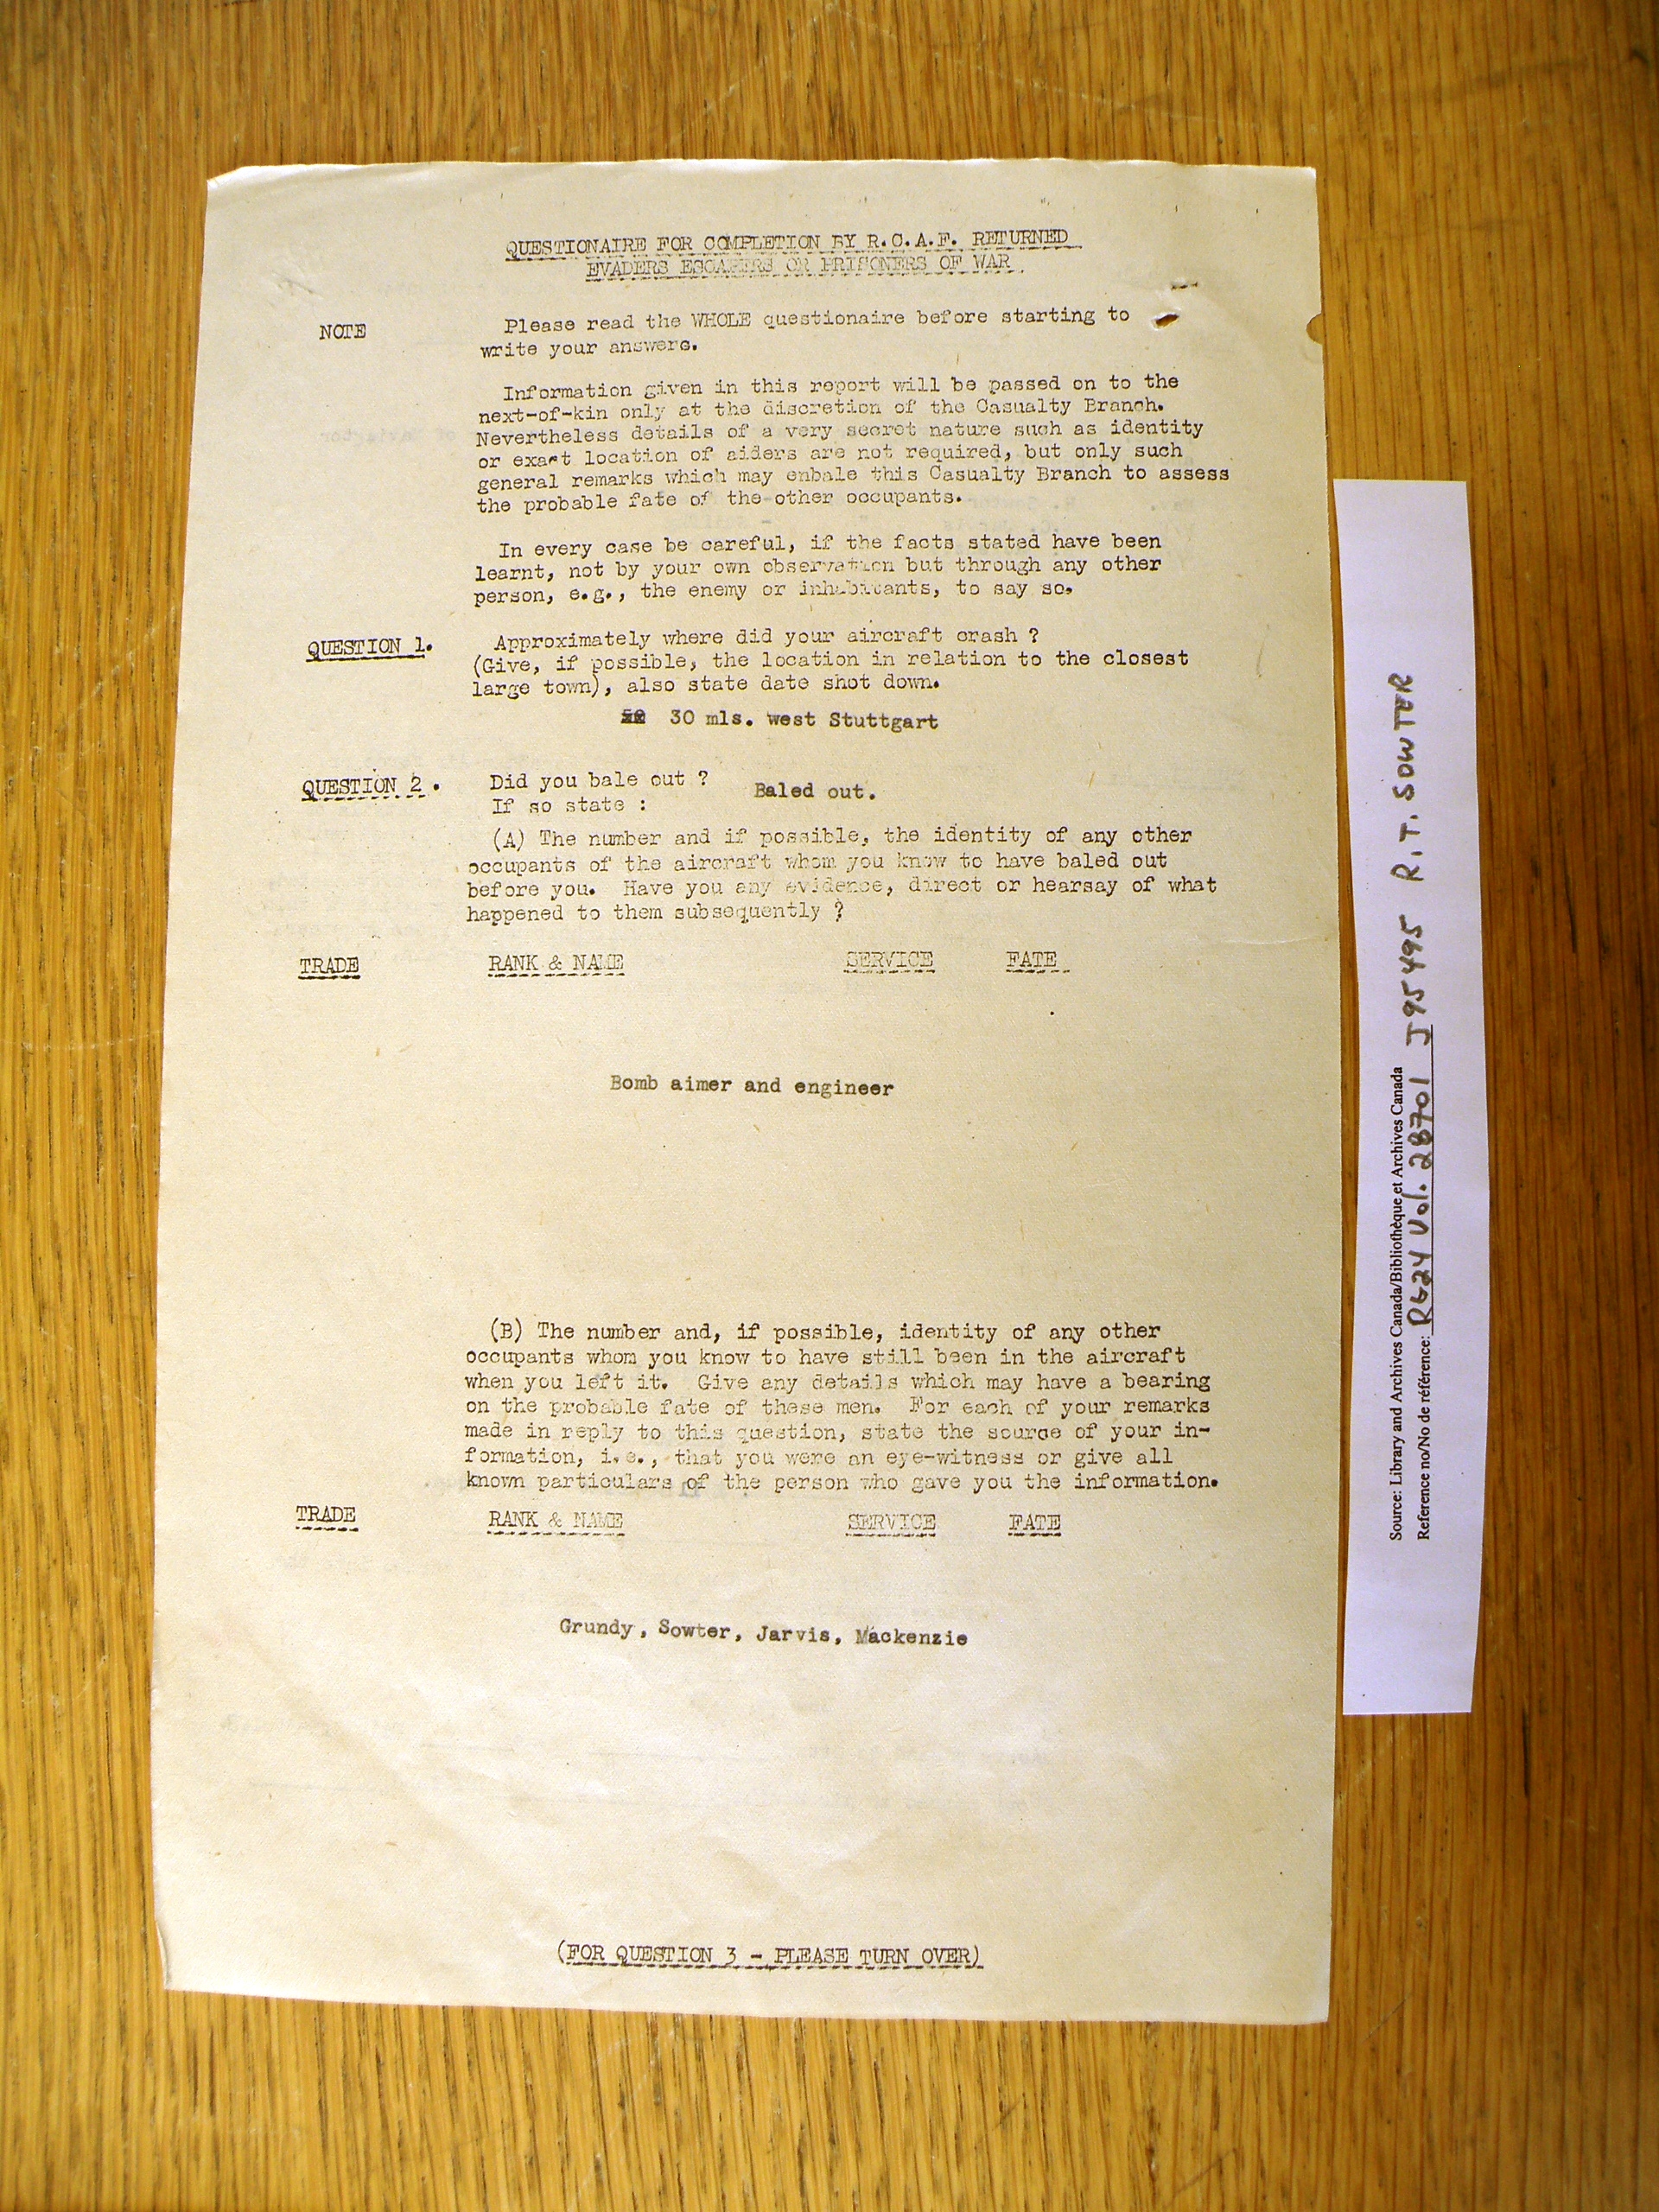 QUESTIONAIRE FOR COMPLETION BY R.C.A.F. RETURNED
EVADERS ESCAPERS OR PRISONERS OF WAR.
NOTE Please read the WHOLE questionaire before starting to
write your answers.
Information given in this report will be passed on to the
next-of-kin only at the discretion of the Casualty Branch.
Nevertheless details of a very secret nature such as identity
or exact location of aiders are not required, but only such
general remarks which may enbale this Casualty Branch to assess
the probable fate of the other occupants.
In every case be careful, if the facts stated have been
learnt, not by your own observation but through any other
person, e.g., the enemy or inhabitants, to say so.
QUESTION 1. Approximately where did your aircraft crash ?
(Give, if possible, the location in relation to the closest
large town), also state date shot down.
30 mls. west Stuttgart
QUESTION 2. Did you bale out ? Baled out.
If so state :
(A) The number and if possible, the identity of any other
occupants of the aircraft whom you know to have baled out
before you. Have you any evidence, direct or hearsay of what
happened to them subsequently ?
TRADE RANK & NAME SERVICE FATE
Bomb aimer and engineer
(B) The number and, if possible, identity of any other
occupants whom you know to have still been in the aircraft
when you left it. Give any details which may have a bearing
on the probable fate of these men. For each of your remarks
made in reply to this question, state the source of your in-
formation, i.e., that you were an eye-witness or give all
known particulars of the person who gave you the information.
TRADE RANK & NAME SERVICE FATE
Grundy, Sowter, Jarvis, Mackenzie
(FOR QUESTION 3 - PLEASE TURN OVER)
Source: Library and Archives Canada/Bibliothèque et Archives Canada
Reference no/No de référence: RG24 Vol. 28701 J95495 R.T. SOWTER